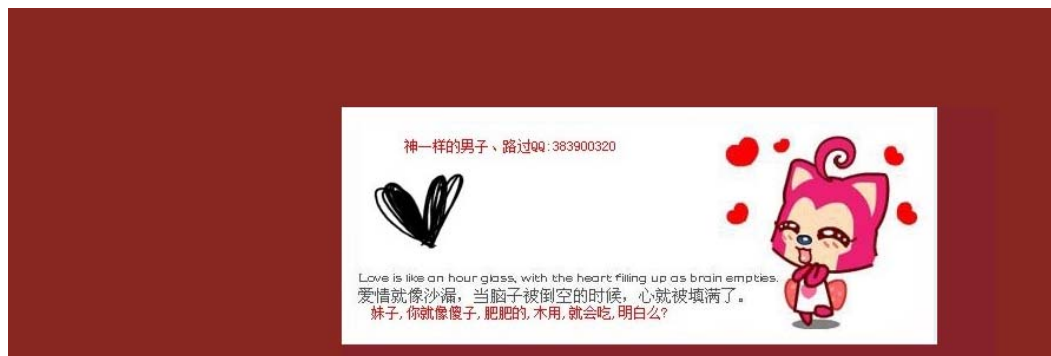 神一样的男子、路过QQ:383900320
Love is like an hour glass, with the heart filling up as brain empties.
爱情就像沙漏，当脑子被倒空的时候，心就被填满了。
妹子,你就像傻子,肥肥的,木用,就会吃,明白么?